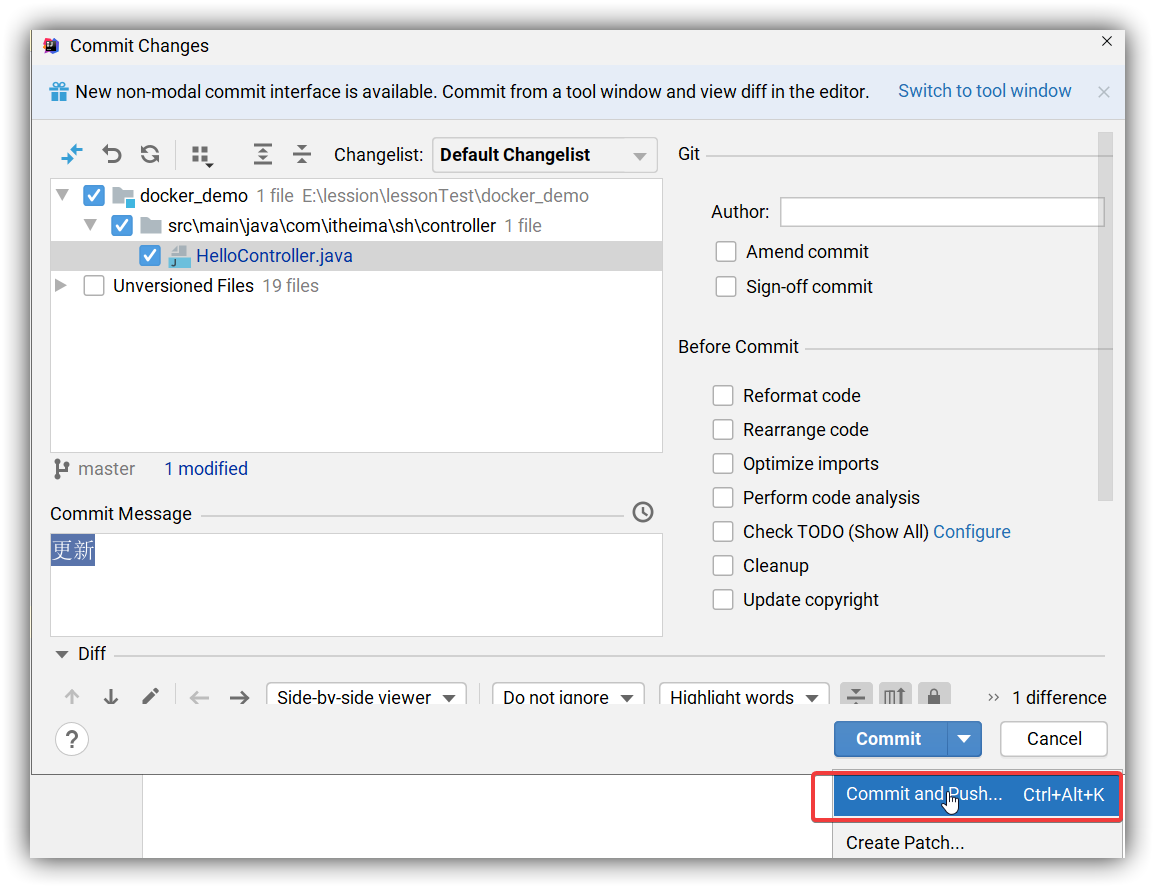 Commit Changes
New non-modal commit interface is available. Commit from a tool window and view diff in the editor. Switch to tool window
Changelist: Default Changelist
docker_demo 1 file E:\lession\lessonTest\docker_demo
src\main\java\com\itheima\sh\controller 1 file
HelloController.java
Unversioned Files 19 files
master 1 modified
Commit Message
更新
Git
Author:
Amend commit
Sign-off commit
Before Commit
Reformat code
Rearrange code
Optimize imports
Perform code analysis
Check TODO (Show All) Configure
Cleanup
Update copyright
Diff
Side-by-side viewer Do not ignore Highlight words 1 difference
? Commit Cancel
Commit and Push... Ctrl+Alt+K
Create Patch...